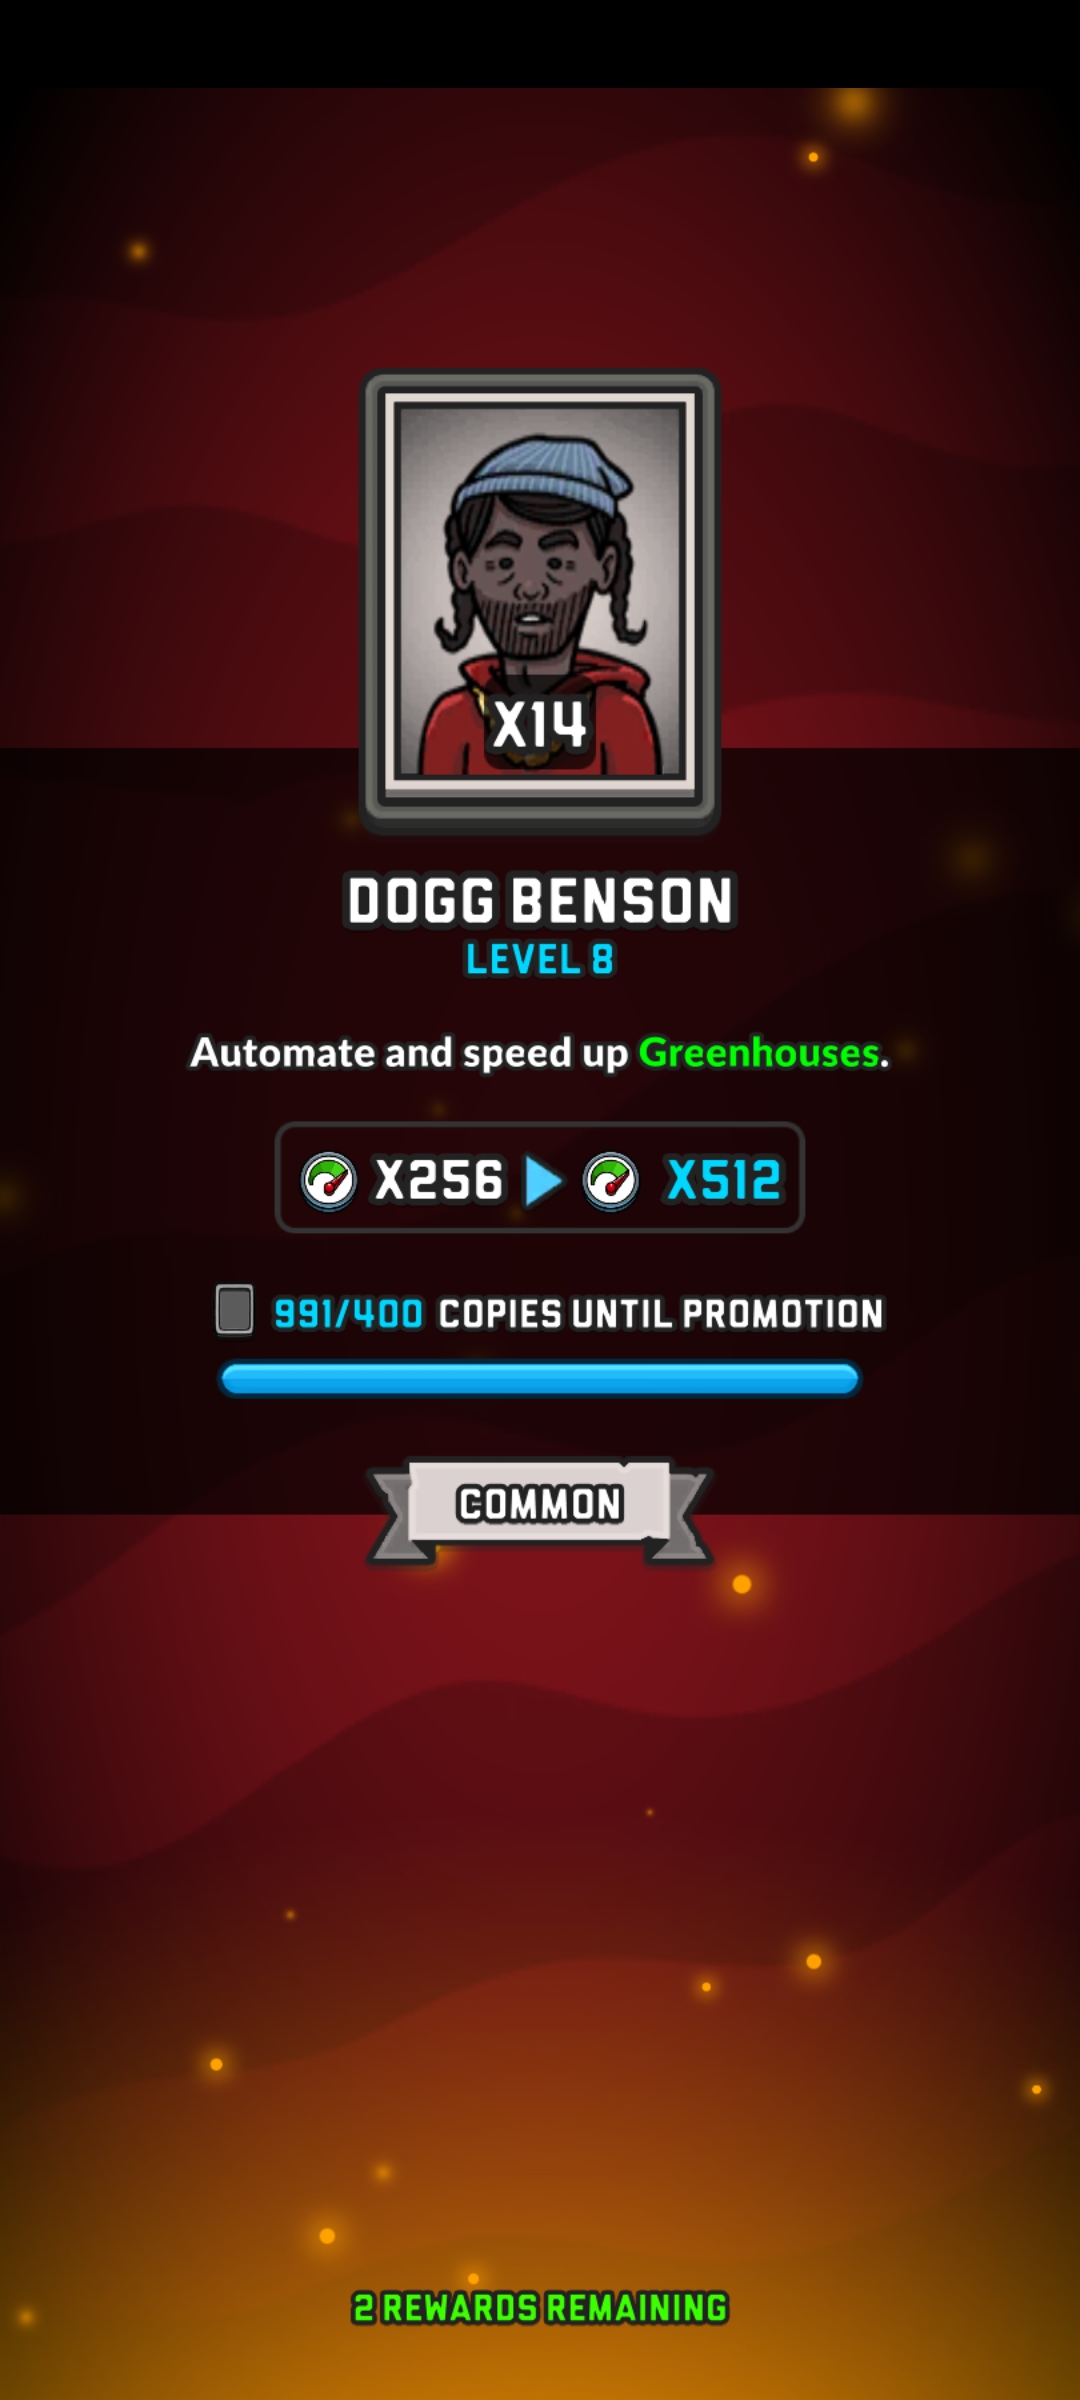 X14
DOGG BENSON
LEVEL 8
Automate and speed up Greenhouses.
X256 X512
991/400 COPIES UNTIL PROMOTION
COMMON
2 REWARDS REMAINING